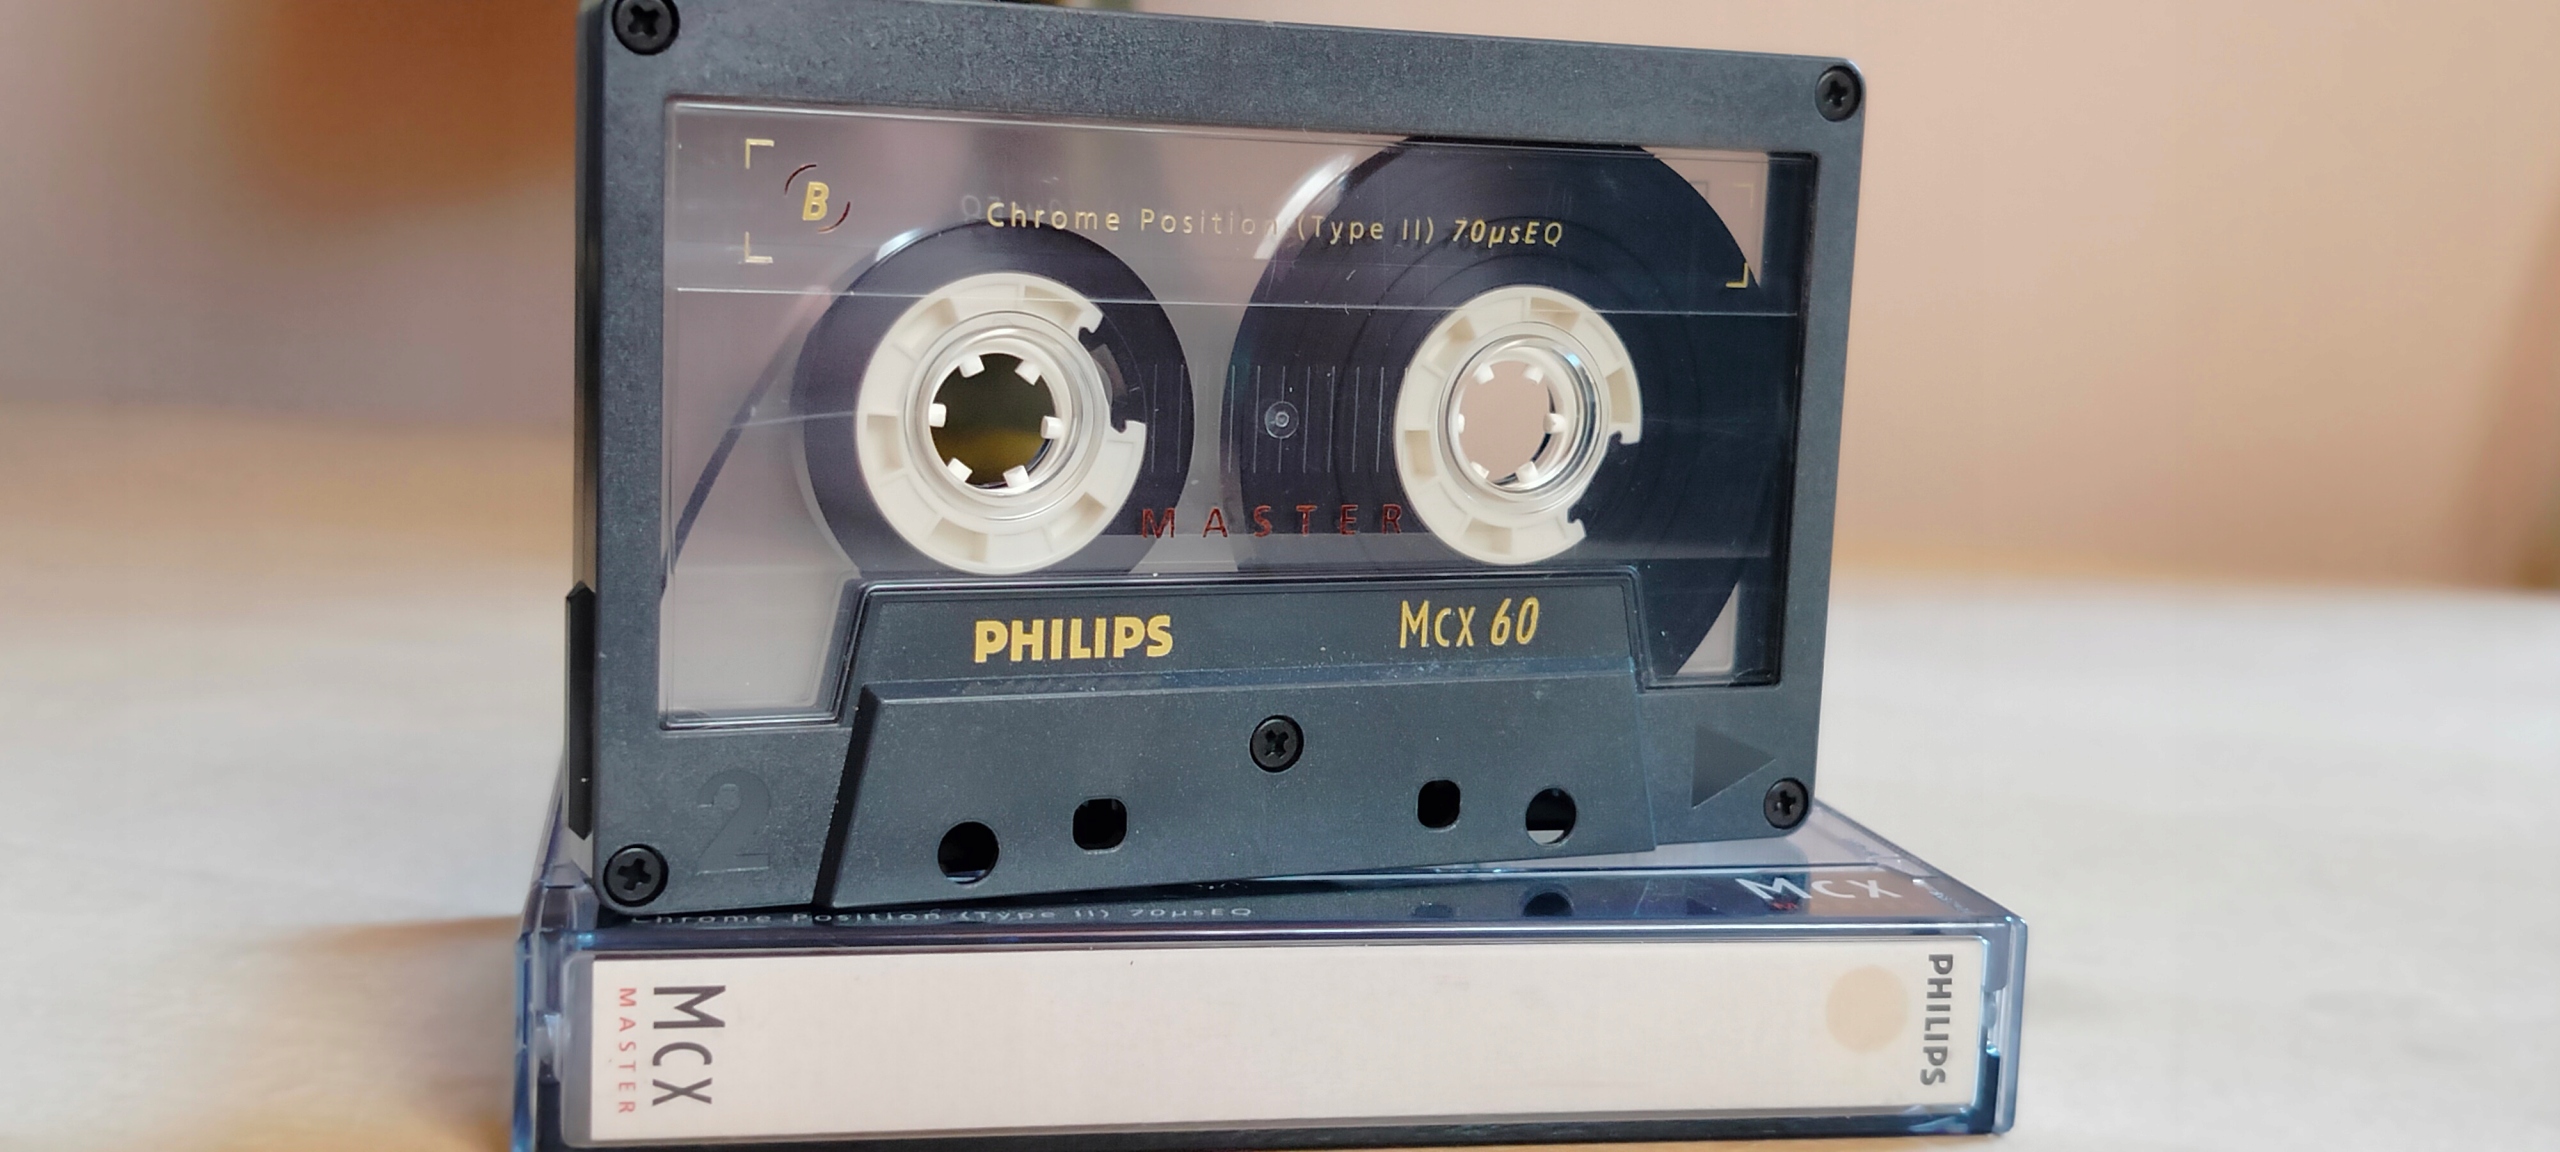 B
Chrome Position (Type II) 70µsEQ
MASTER
PHILIPS
MCX 60
2
Chrome Position (Type II) 70µsEQ
MCX
MCX
MASTER
PHILIPS